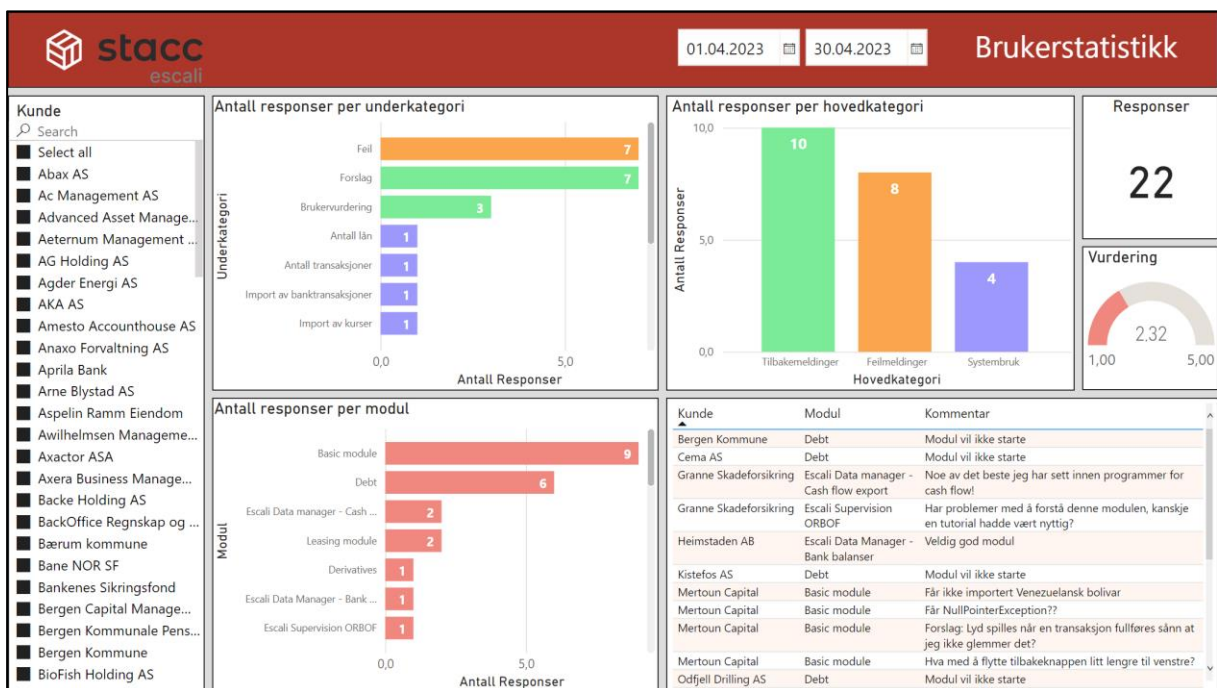 stacc
escali
01.04.2023
30.04.2023
Brukerstatistikk
Kunde
Search
Select all
Abax AS
Ac Management AS
Advanced Asset Manage...
Aeternum Management ...
AG Holding AS
Agder Energi AS
AKA AS
Amesto Accounthouse AS
Anaxo Forvaltning AS
Aprila Bank
Arne Blystad AS
Aspelin Ramm Eiendom
Awilhelmsen Manageme...
Axactor ASA
Axera Business Manage...
Backe Holding AS
BackOffice Regnskap og ...
Bærum kommune
Bane NOR SF
Bankenes Sikringsfond
Bergen Capital Manage...
Bergen Kommunale Pens...
Bergen Kommune
BioFish Holding AS
Antall responser per underkategori
Underkategori
Feil 7
Forslag 7
Brukervurdering 3
Antall lån 1
Antall transaksjoner 1
Import av banktransaksjoner 1
Import av kurser 1
0,0 5,0
Antall Responser
Antall responser per hovedkategori
Antall Responser
10,0
5,0
0,0
10
8
4
Tilbakemeldinger Feilmeldinger Systembruk
Hovedkategori
Responser
22
Vurdering
2,32
1,00 5,00
Antall responser per modul
Modul
Basic module 9
Debt 6
Escali Data manager - Cash ... 2
Leasing module 2
Derivatives 1
Escali Data Manager - Bank ... 1
Escali Supervision ORBOF 1
0,0 5,0
Antall Responser
Kunde Modul Kommentar
Bergen Kommune Debt Modul vil ikke starte
Cema AS Debt Modul vil ikke starte
Granne Skadeforsikring Escali Data manager - Noe av det beste jeg har sett innen programmer for
Cash flow export cash flow!
Granne Skadeforsikring Escali Supervision Har problemer med å forstå denne modulen, kanskje
ORBOF en tutorial hadde vært nyttig?
Heimstaden AB Escali Data Manager - Veldig god modul
Bank balanser
Kistefos AS Debt Modul vil ikke starte
Mertoun Capital Basic module Får ikke importert Venezuelansk bolivar
Mertoun Capital Basic module Får NullPointerException??
Mertoun Capital Basic module Forslag: Lyd spilles når en transaksjon fullføres sånn at
jeg ikke glemmer det?
Mertoun Capital Basic module Hva med å flytte tilbakeknappen litt lengre til venstre?
Odfjell Drilling AS Debt Modul vil ikke starte